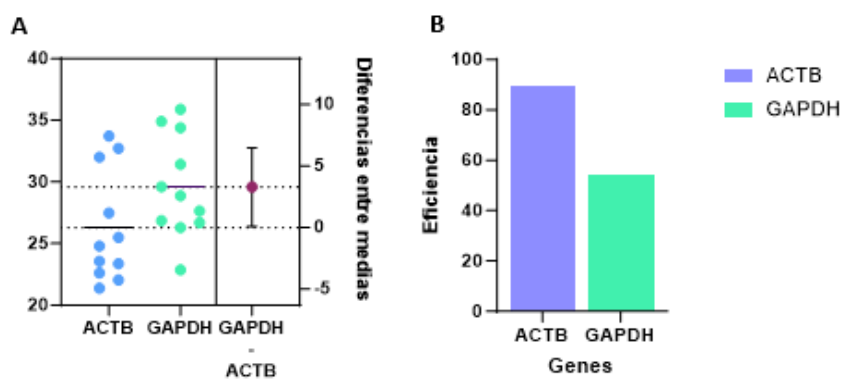 A
40
35
30
25
20
10
5
0
-5
Diferencias entre medias
ACTB GAPDH GAPDH
-
ACTB
B
100
80
60
40
20
0
Eficiencia
ACTB GAPDH
Genes
ACTB
GAPDH